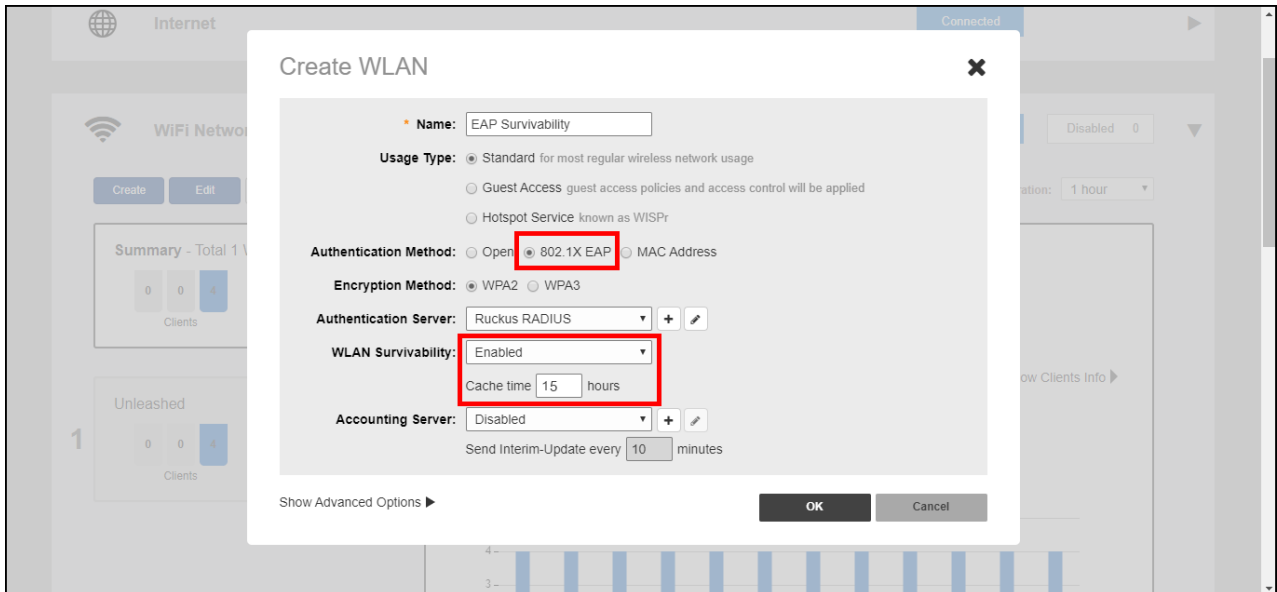 Internet
Connected
Create WLAN
WiFi Networ
Disabled 0
* Name: EAP Survivability
Usage Type: Standard for most regular wireless network usage
Create Edit
Guest Access guest access policies and access control will be applied
ation: 1 hour
Hotspot Service known as WISPr
Summary - Total 1 W
Authentication Method: Open 802.1X EAP MAC Address
0 0 4
Encryption Method: WPA2 WPA3
Clients
Authentication Server: Ruckus RADIUS
WLAN Survivability: Enabled
ow Clients Info
Cache time 15 hours
Unleashed
Accounting Server: Disabled
1
0 0 4
Send Interim-Update every 10 minutes
Clients
Show Advanced Options
OK Cancel
4
3